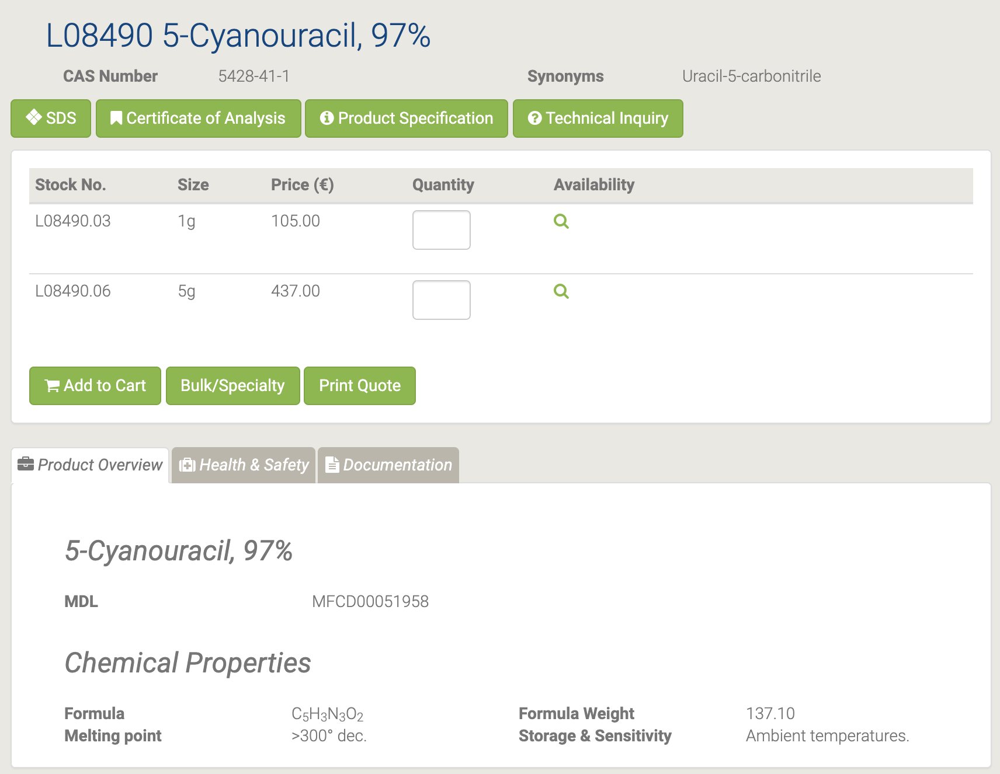 L08490 5-Cyanouracil, 97%
CAS Number 5428-41-1 Synonyms Uracil-5-carbonitrile
SDS Certificate of Analysis Product Specification Technical Inquiry
Stock No. Size Price (€) Quantity Availability
L08490.03 1g 105.00
L08490.06 5g 437.00
Add to Cart Bulk/Specialty Print Quote
Product Overview Health & Safety Documentation
5-Cyanouracil, 97%
MDL MFCD00051958
Chemical Properties
Formula C₅H₃N₃O₂ Formula Weight 137.10
Melting point >300° dec. Storage & Sensitivity Ambient temperatures.